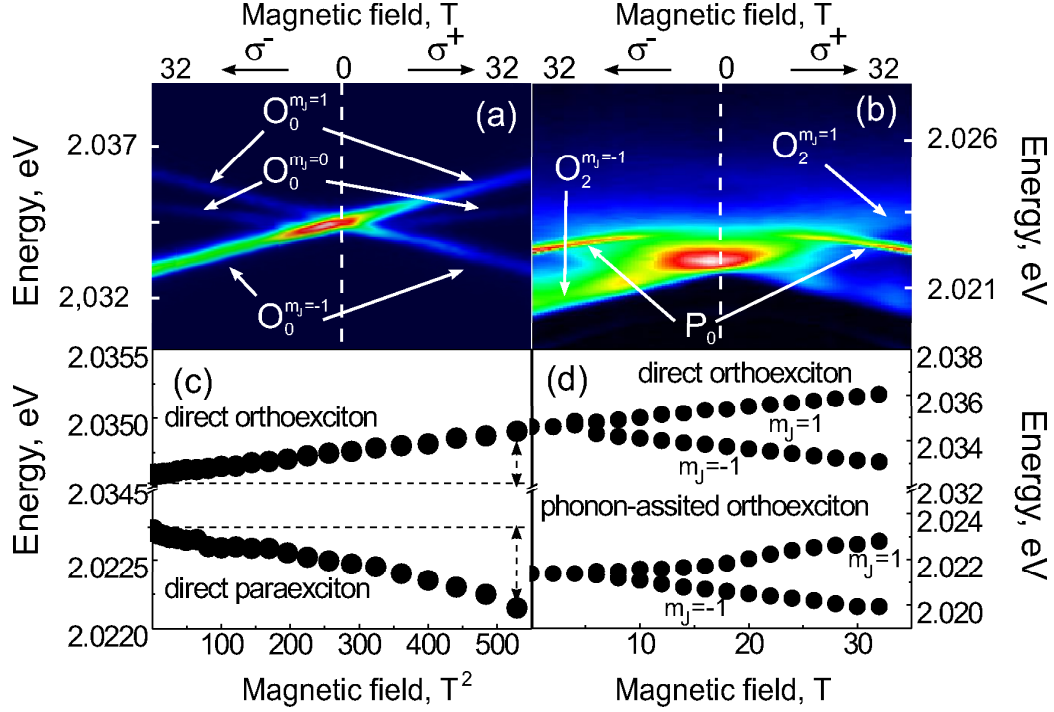 Magnetic field, T
Magnetic field, T
σ⁻ σ⁺
σ⁻ σ⁺
32 0 32
32 0 32
(a)
O₀^{mJ=1}
O₀^{mJ=0}
O₀^{mJ=-1}
2.037
2,032
Energy, eV
(b)
O₂^{mJ=-1}
O₂^{mJ=1}
P₀
2.026
2.021
Energy, eV
(c)
direct orthoexciton
direct paraexciton
2.0355
2.0350
2.0345
2.0225
2.0220
Energy, eV
0 100 200 300 400 500
Magnetic field, T²
(d)
direct orthoexciton
mJ=1
mJ=-1
phonon-assited orthoexciton
mJ=1
mJ=-1
2.038
2.036
2.034
2.032
2.024
2.022
2.020
Energy, eV
10 20 30
Magnetic field, T